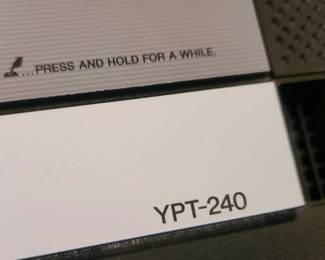 ...PRESS AND HOLD FOR A WHILE.
YPT-240